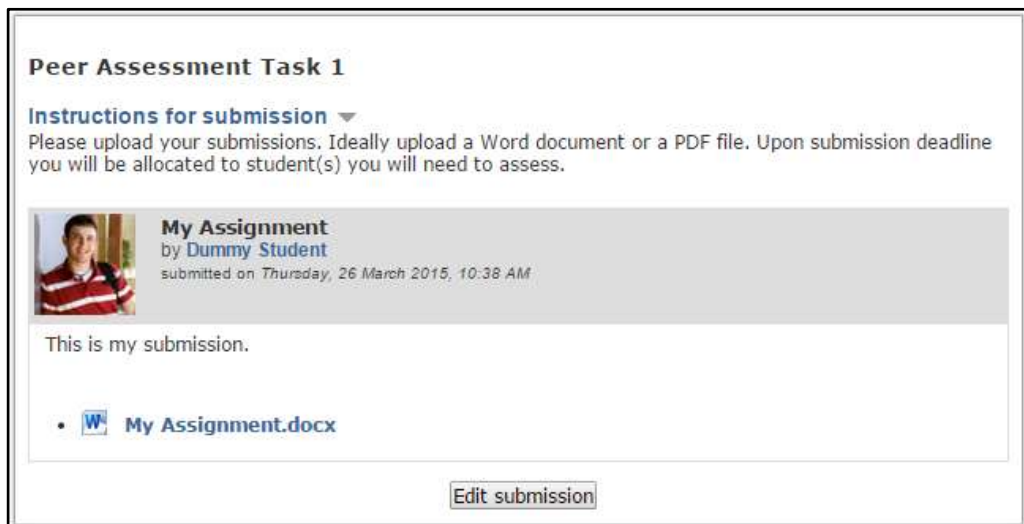 Peer Assessment Task 1
Instructions for submission
Please upload your submissions. Ideally upload a Word document or a PDF file. Upon submission deadline
you will be allocated to student(s) you will need to assess.
My Assignment
by Dummy Student
submitted on Thursday, 26 March 2015, 10:38 AM
This is my submission.
• W My Assignment.docx
Edit submission